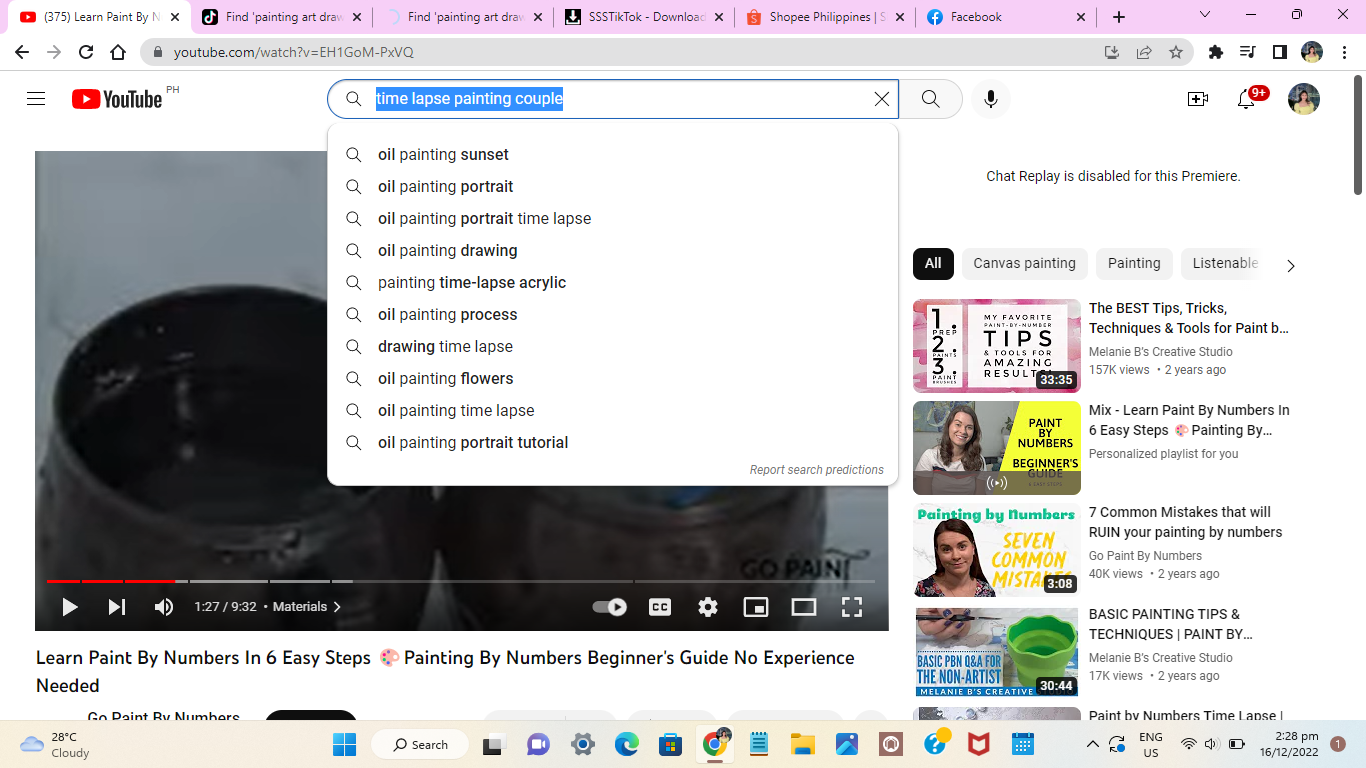 (375) Learn Paint By N
Find 'painting art draw
Find 'painting art draw
SSSTikTok - Download
Shopee Philippines | S
Facebook
youtube.com/watch?v=EH1GoM-PxVQ
YouTube PH
time lapse painting couple
9+
oil painting sunset
oil painting portrait
oil painting portrait time lapse
oil painting drawing
painting time-lapse acrylic
oil painting process
drawing time lapse
oil painting flowers
oil painting time lapse
oil painting portrait tutorial
Report search predictions
GO PAINT
1:27 / 9:32 • Materials
CC
Learn Paint By Numbers In 6 Easy Steps 🎨 Painting By Numbers Beginner's Guide No Experience
Needed
Go Paint By Numbers
Chat Replay is disabled for this Premiere.
All
Canvas painting
Painting
Listenable
1. PREP
2. PAINTS
3. PAINT BRUSHES
MY FAVORITE
PAINT-BY-NUMBER
TIPS
& TOOLS FOR
AMAZING
RESULTS!
33:35
The BEST Tips, Tricks,
Techniques & Tools for Paint b...
Melanie B's Creative Studio
157K views • 2 years ago
PAINT
BY
NUMBERS
BEGINNER'S
GUIDE
Mix - Learn Paint By Numbers In
6 Easy Steps 🎨 Painting By...
Personalized playlist for you
Painting by Numbers
SEVEN
COMMON
MISTAKES
3:08
7 Common Mistakes that will
RUIN your painting by numbers
Go Paint By Numbers
40K views • 2 years ago
BASIC PBN Q&A FOR
THE NON-ARTIST
MELANIE B'S CREATIVE
30:44
BASIC PAINTING TIPS &
TECHNIQUES | PAINT BY...
Melanie B's Creative Studio
17K views • 2 years ago
Paint by Numbers Time Lapse |
28°C
Cloudy
Search
ENG
US
2:28 pm
16/12/2022
1